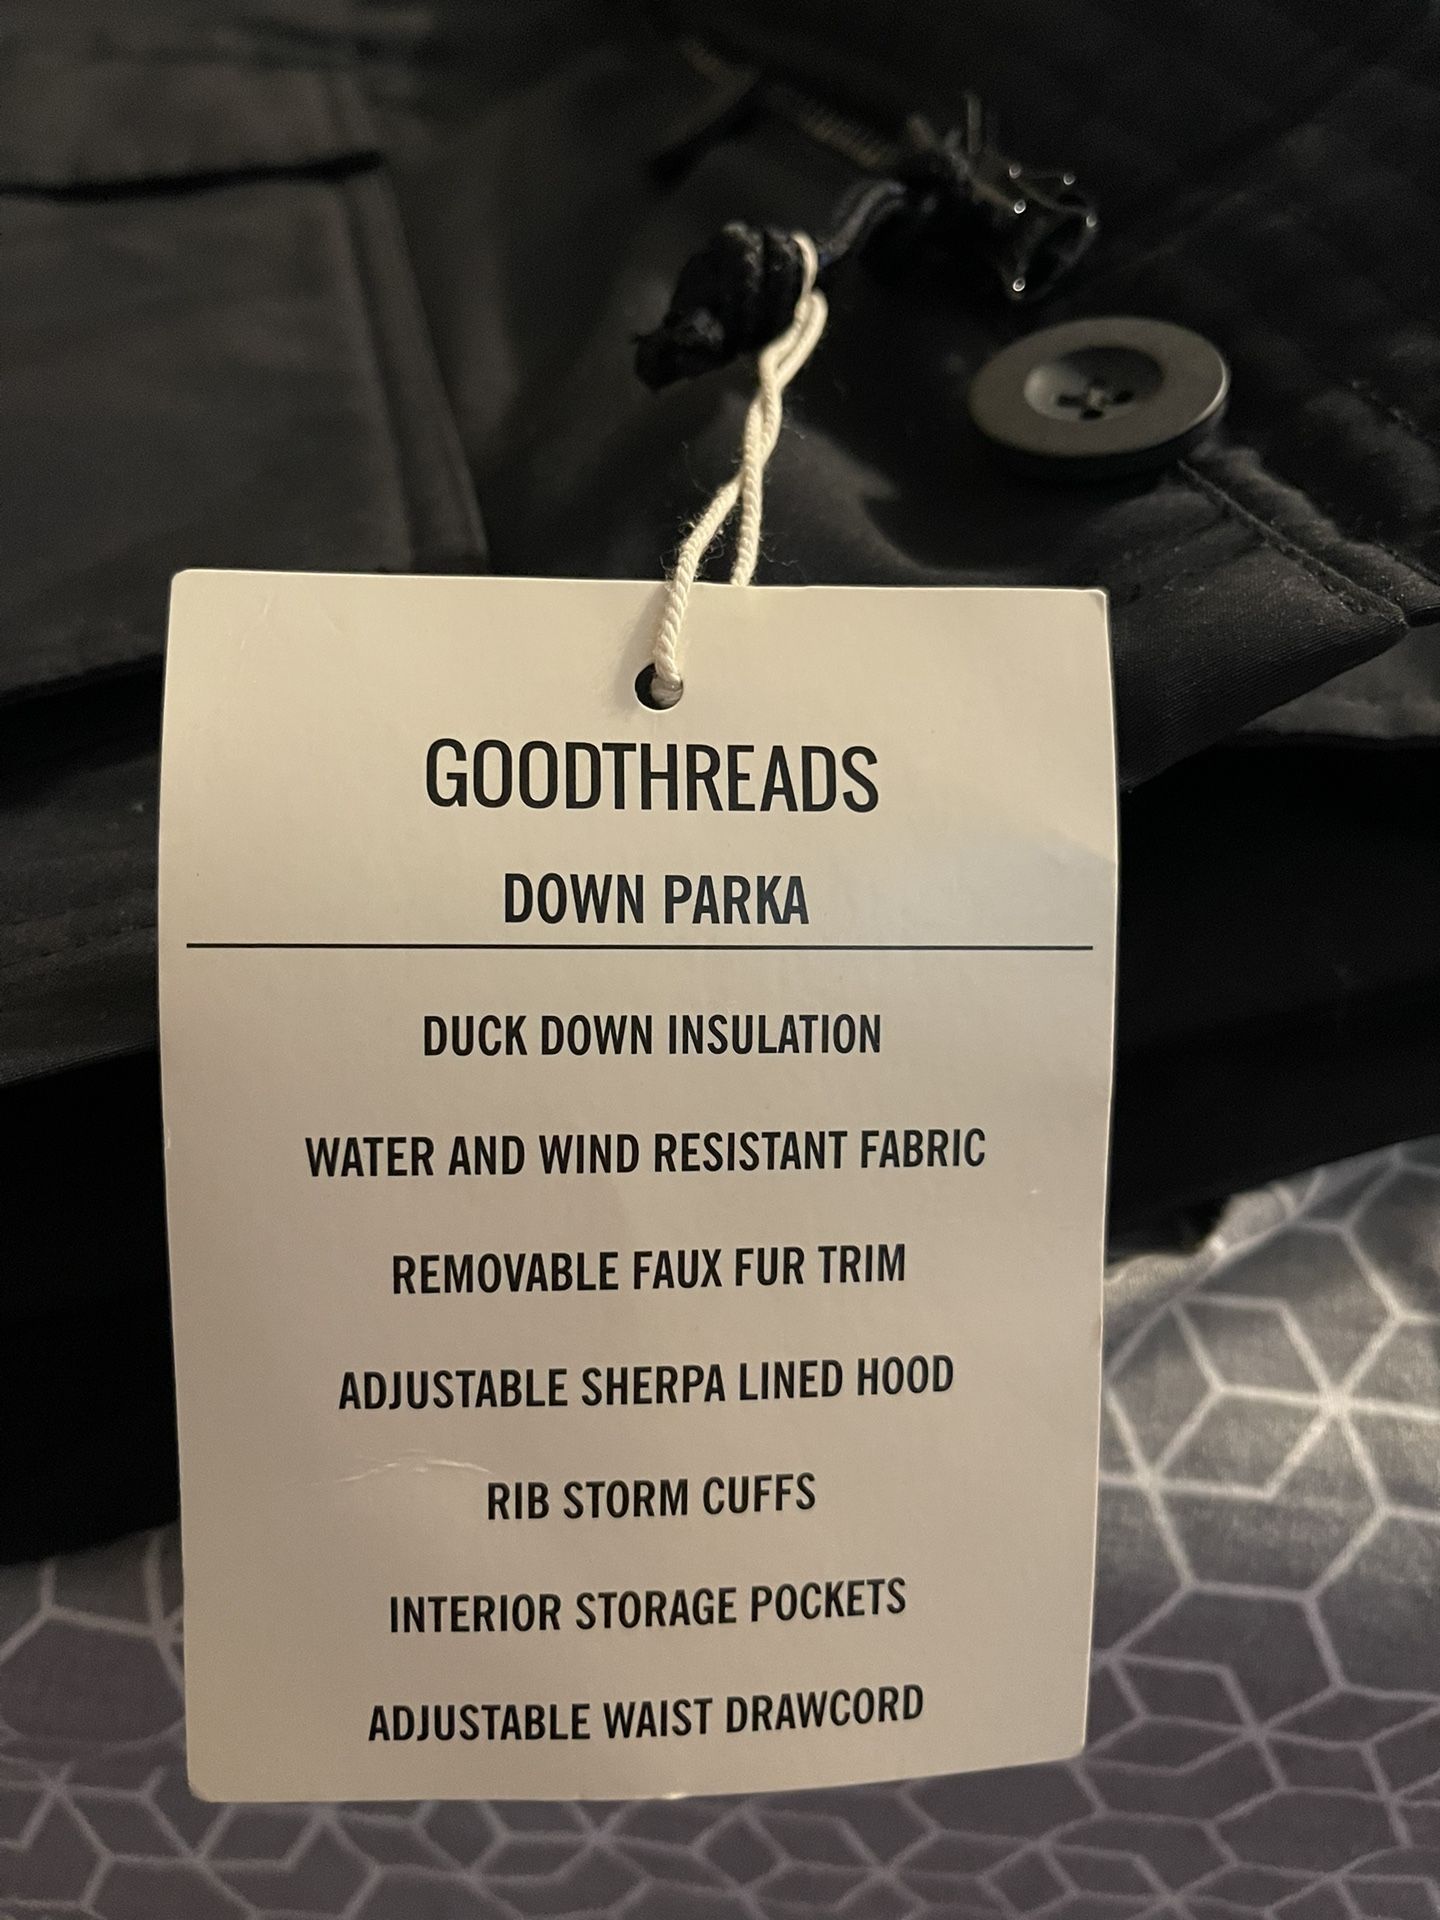 GOODTHREADS
DOWN PARKA
DUCK DOWN INSULATION
WATER AND WIND RESISTANT FABRIC
REMOVABLE FAUX FUR TRIM
ADJUSTABLE SHERPA LINED HOOD
RIB STORM CUFFS
INTERIOR STORAGE POCKETS
ADJUSTABLE WAIST DRAWCORD